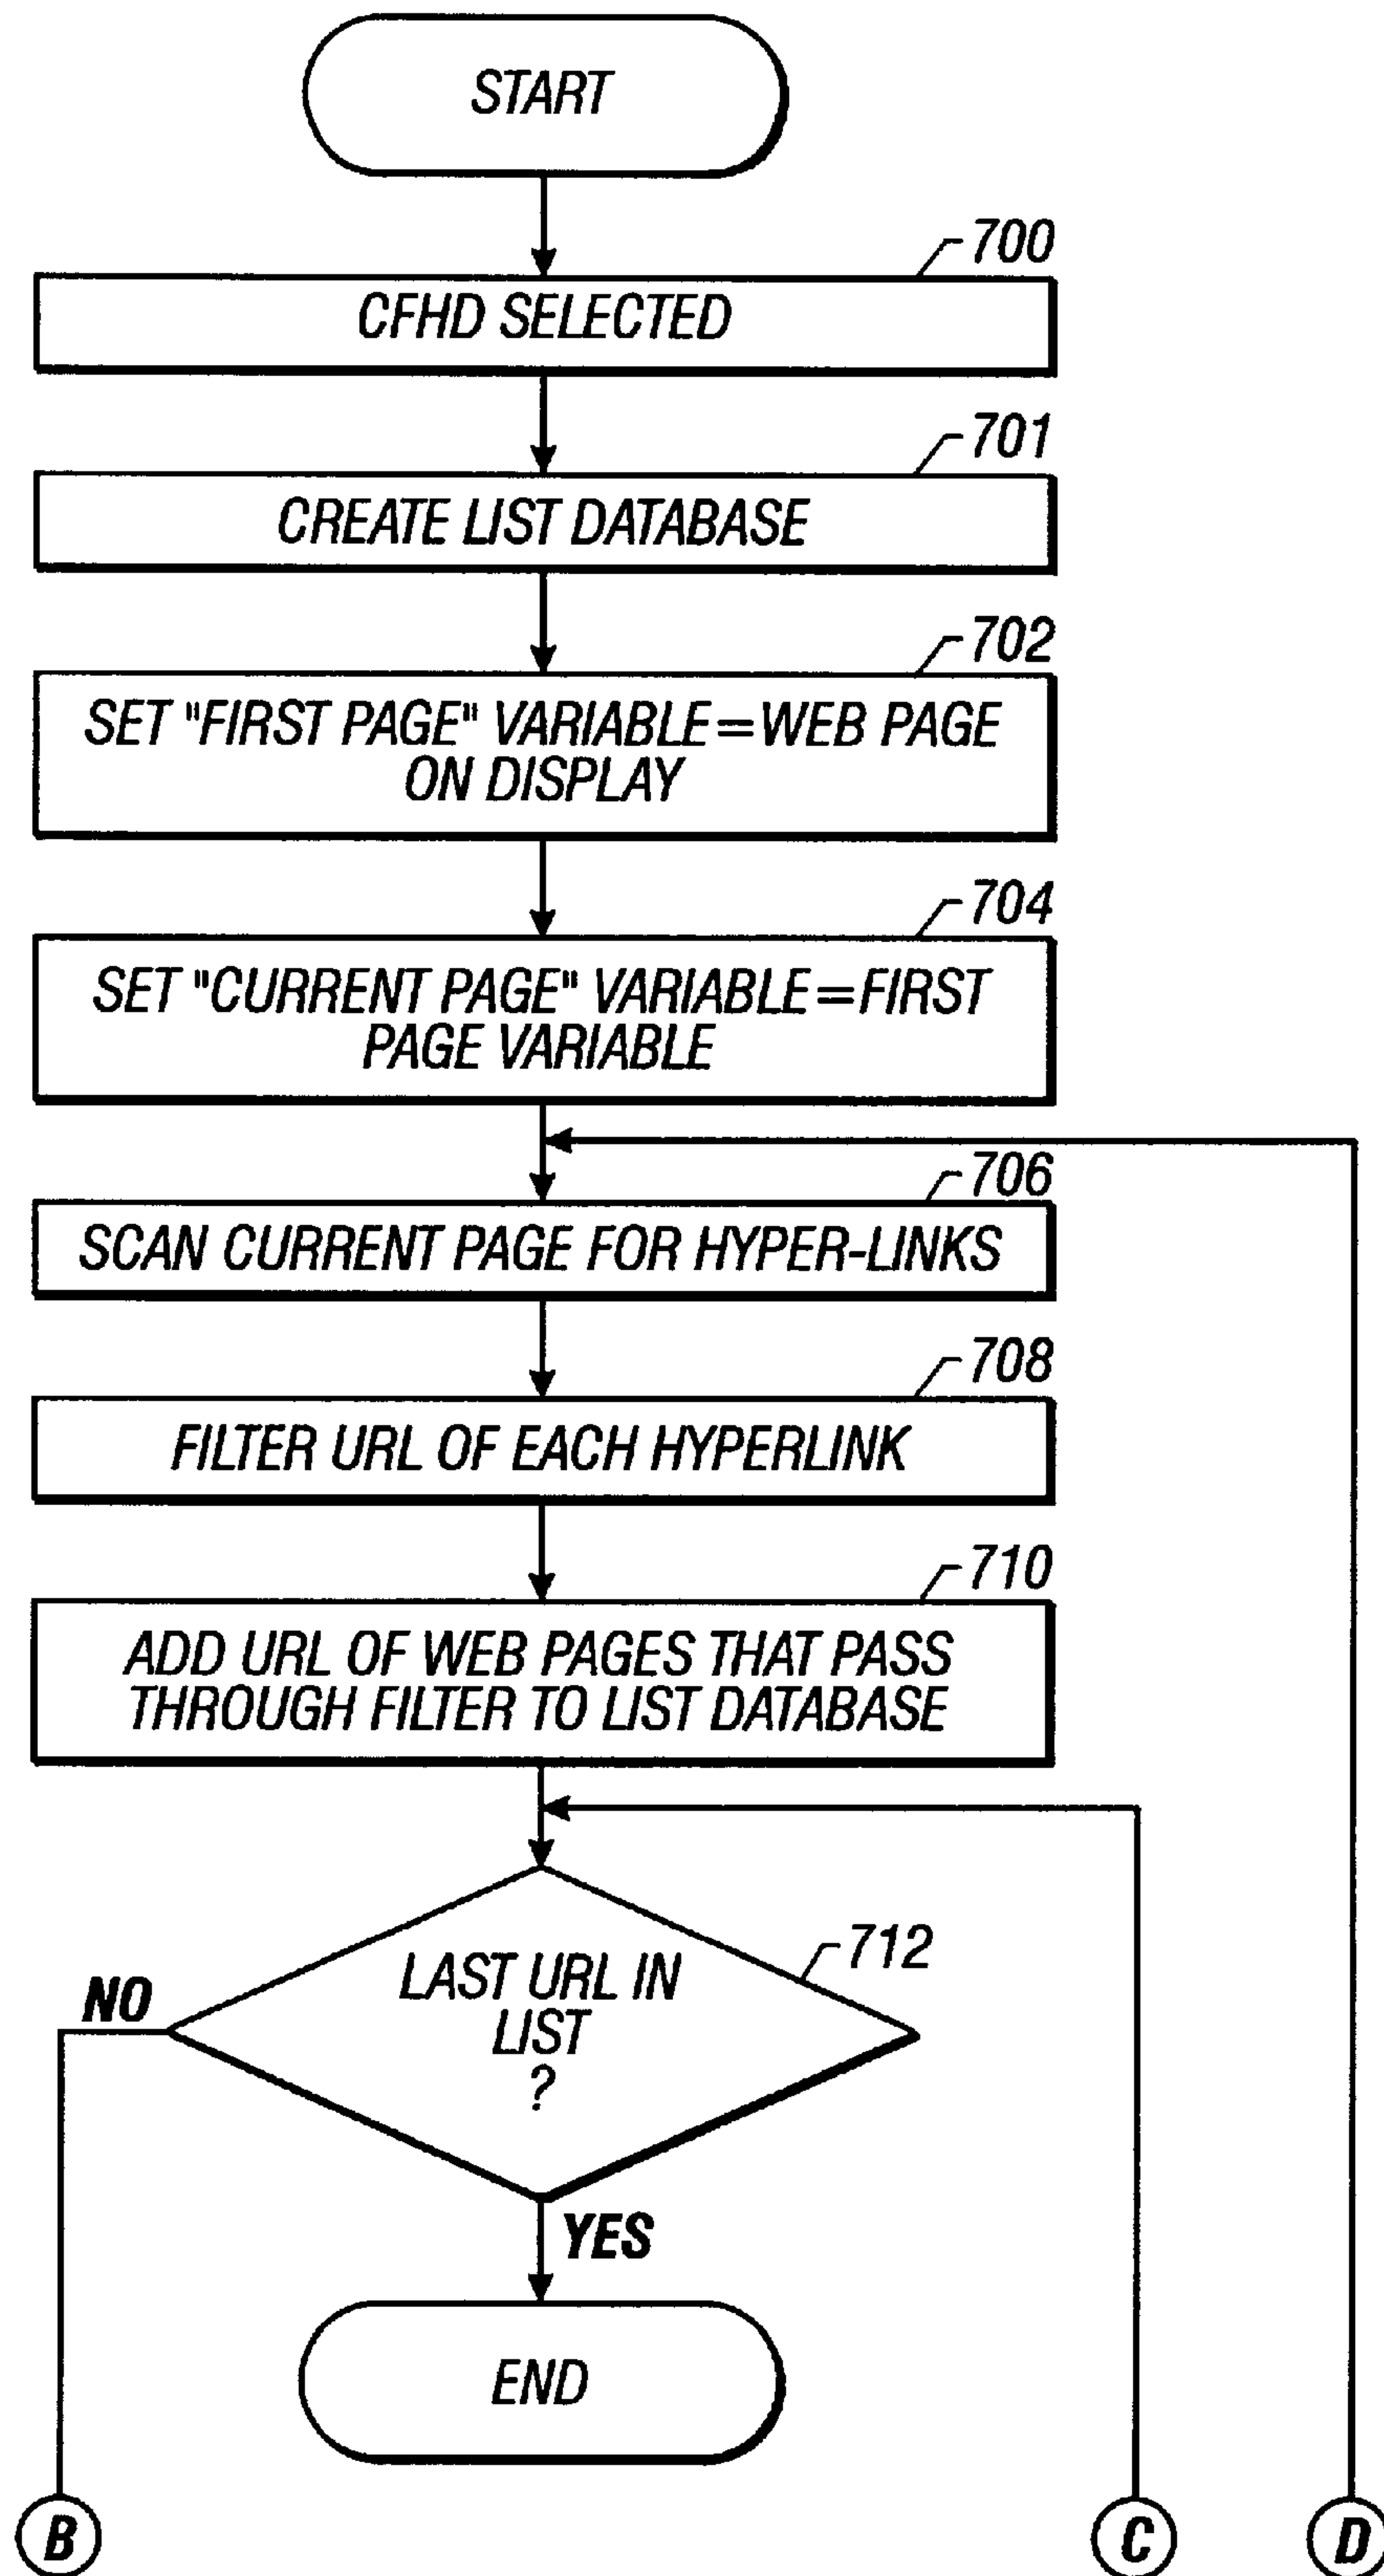 START
700
CFHD SELECTED
701
CREATE LIST DATABASE
702
SET "FIRST PAGE" VARIABLE=WEB PAGE
ON DISPLAY
704
SET "CURRENT PAGE" VARIABLE=FIRST
PAGE VARIABLE
706
SCAN CURRENT PAGE FOR HYPER-LINKS
708
FILTER URL OF EACH HYPERLINK
710
ADD URL OF WEB PAGES THAT PASS
THROUGH FILTER TO LIST DATABASE
712
LAST URL IN
LIST
?
NO
YES
END
B
C
D